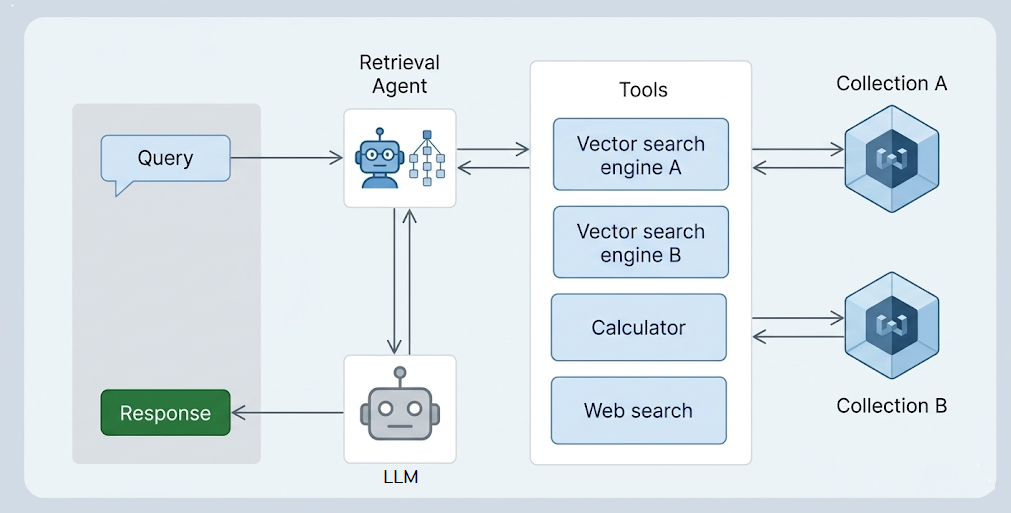 Retrieval
Agent
Query
Tools
Vector search
engine A
Vector search
engine B
Calculator
Web search
Collection A
Collection B
Response
LLM